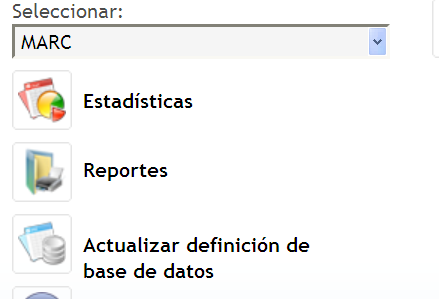 Seleccionar:
MARC
Estadísticas
Reportes
Actualizar definición de
base de datos